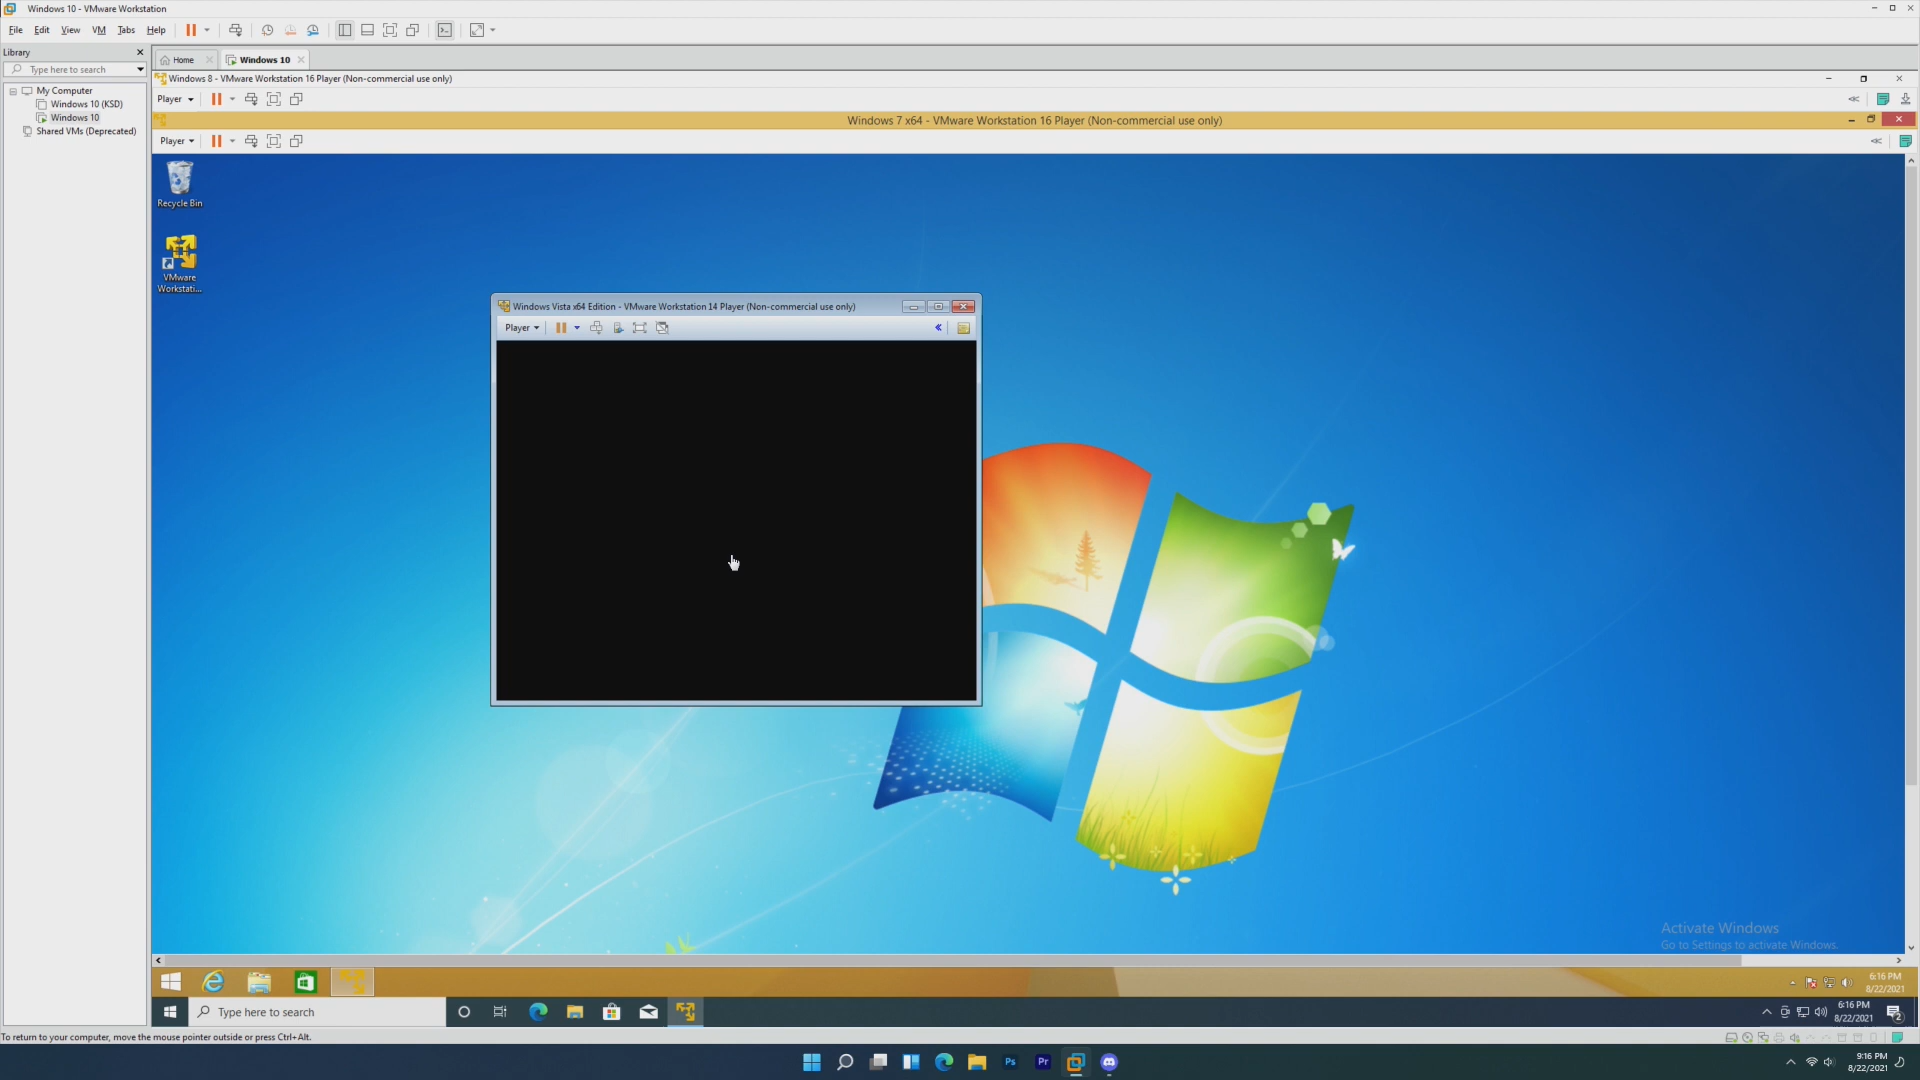 Windows 10 - VMware Workstation
File Edit View VM Tabs Help
Library
Type here to search
My Computer
Windows 10 (KSD)
Windows 10
Shared VMs (Deprecated)
Home
Windows 10
Windows 8 - VMware Workstation 16 Player (Non-commercial use only)
Player
Windows 7 x64 - VMware Workstation 16 Player (Non-commercial use only)
Player
Recycle Bin
VMware
Workstati...
Windows Vista x64 Edition - VMware Workstation 14 Player (Non-commercial use only)
Player
Activate Windows
Go to Settings to activate Windows.
6:16 PM
8/22/2021
Type here to search
6:16 PM
8/22/2021
2
To return to your computer, move the mouse pointer outside or press Ctrl+Alt.
Ps
Pr
9:16 PM
8/22/2021